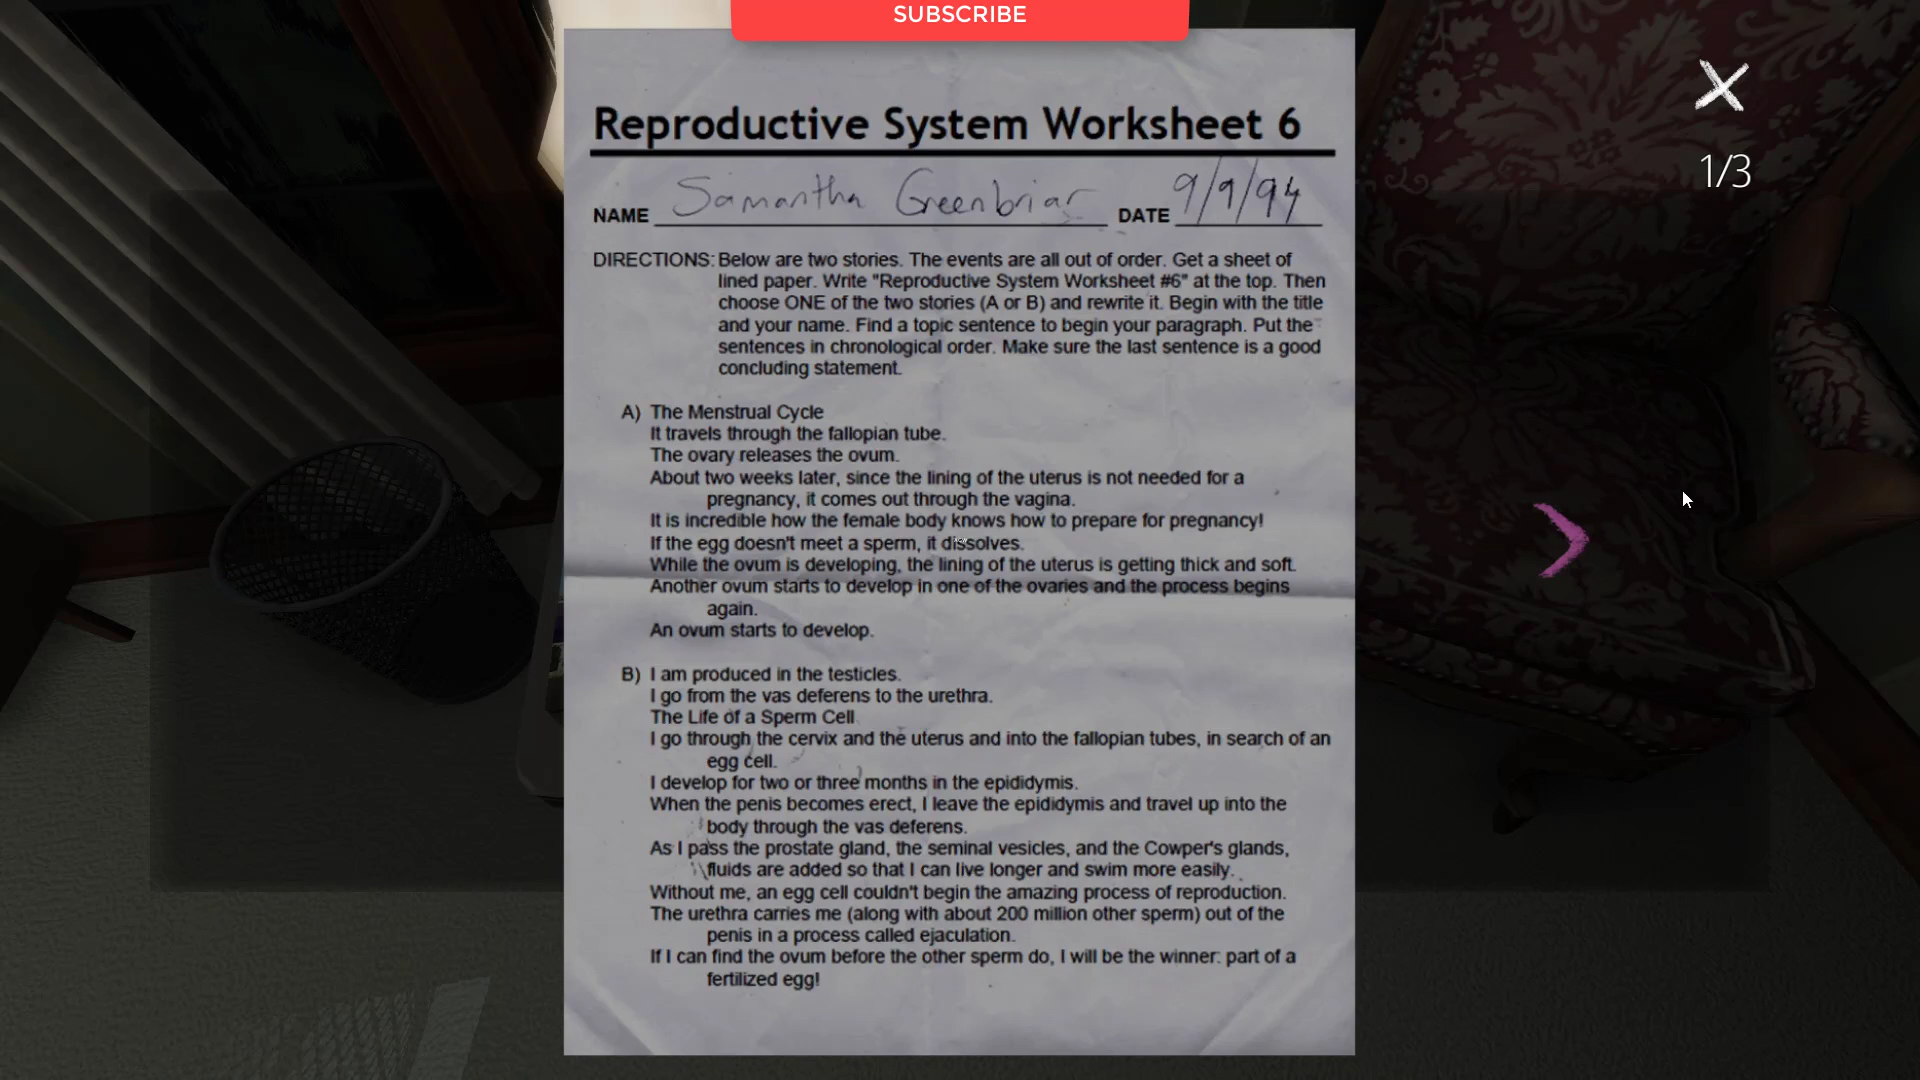 SUBSCRIBE
1/3
Reproductive System Worksheet 6
NAME Samantha Greenbriar DATE 9/9/94
DIRECTIONS: Below are two stories. The events are all out of order. Get a sheet of
lined paper. Write "Reproductive System Worksheet #6" at the top. Then
choose ONE of the two stories (A or B) and rewrite it. Begin with the title
and your name. Find a topic sentence to begin your paragraph. Put the
sentences in chronological order. Make sure the last sentence is a good
concluding statement.
A) The Menstrual Cycle
It travels through the fallopian tube.
The ovary releases the ovum.
About two weeks later, since the lining of the uterus is not needed for a
pregnancy, it comes out through the vagina.
It is incredible how the female body knows how to prepare for pregnancy!
If the egg doesn't meet a sperm, it dissolves.
While the ovum is developing, the lining of the uterus is getting thick and soft.
Another ovum starts to develop in one of the ovaries and the process begins
again.
An ovum starts to develop.
B) I am produced in the testicles.
I go from the vas deferens to the urethra.
The Life of a Sperm Cell
I go through the cervix and the uterus and into the fallopian tubes, in search of an
egg cell.
I develop for two or three months in the epididymis.
When the penis becomes erect, I leave the epididymis and travel up into the
body through the vas deferens.
As I pass the prostate gland, the seminal vesicles, and the Cowper's glands,
fluids are added so that I can live longer and swim more easily.
Without me, an egg cell couldn't begin the amazing process of reproduction.
The urethra carries me (along with about 200 million other sperm) out of the
penis in a process called ejaculation.
If I can find the ovum before the other sperm do, I will be the winner: part of a
fertilized egg!